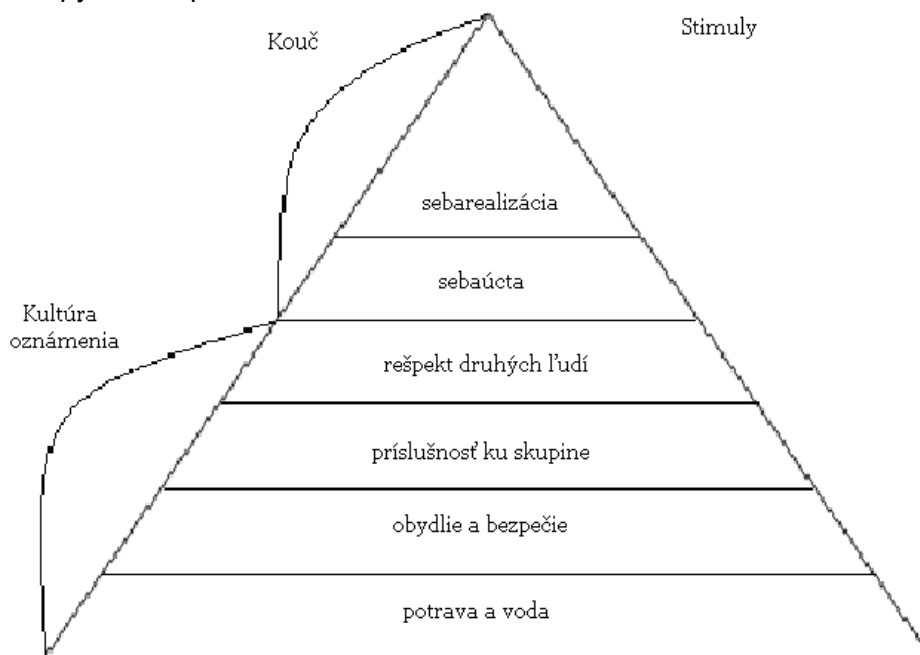 Kouč
Stimuly
sebarealizácia
sebaúcta
Kultúra
oznámenia
rešpekt druhých ľudí
príslušnosť ku skupine
obydlie a bezpečie
potrava a voda